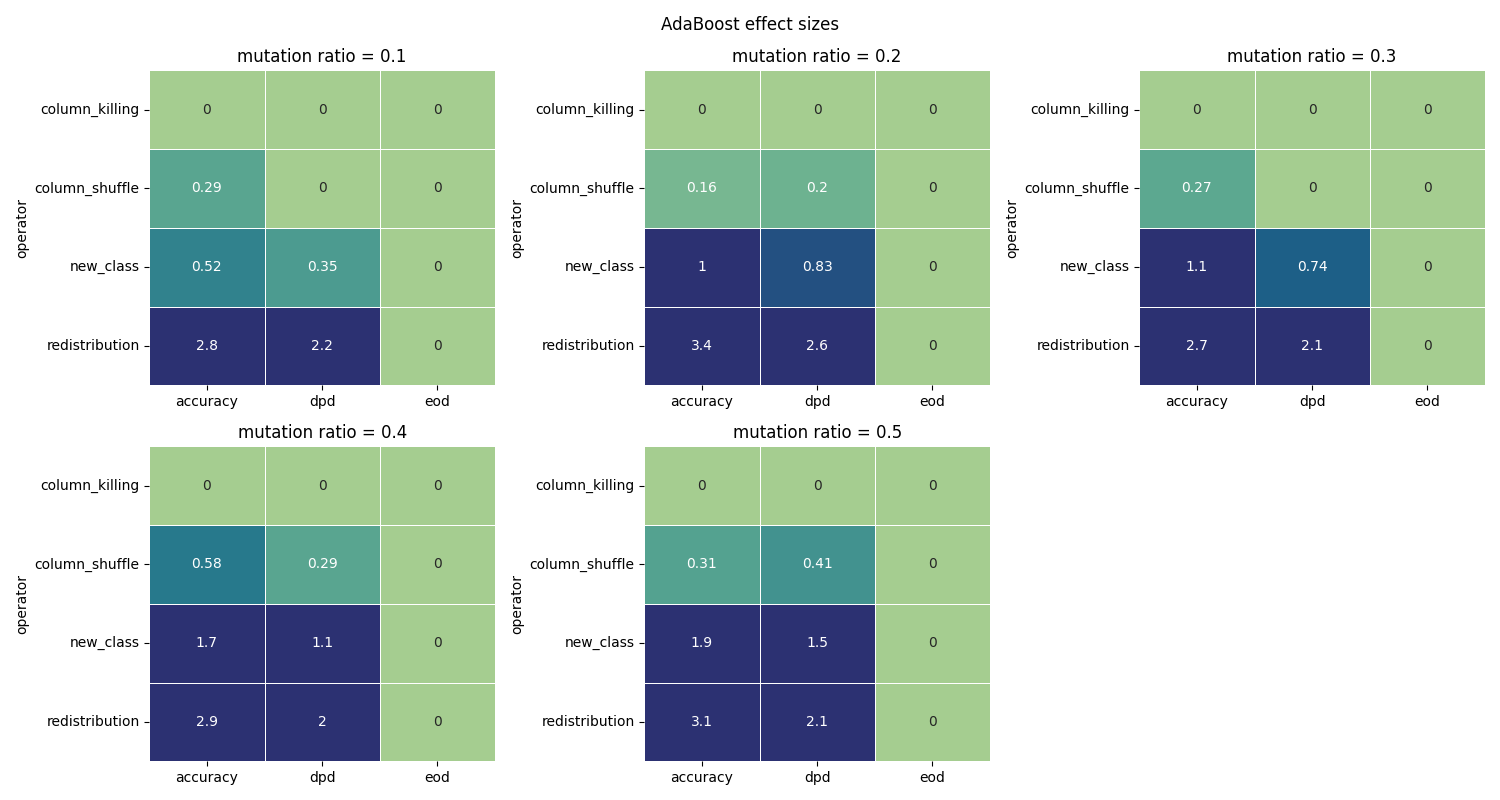 AdaBoost effect sizes
mutation ratio = 0.1
operator
column_killing 0 0 0
column_shuffle 0.29 0 0
new_class 0.52 0.35 0
redistribution 2.8 2.2 0
accuracy dpd eod
mutation ratio = 0.2
operator
column_killing 0 0 0
column_shuffle 0.16 0.2 0
new_class 1 0.83 0
redistribution 3.4 2.6 0
accuracy dpd eod
mutation ratio = 0.3
operator
column_killing 0 0 0
column_shuffle 0.27 0 0
new_class 1.1 0.74 0
redistribution 2.7 2.1 0
accuracy dpd eod
mutation ratio = 0.4
operator
column_killing 0 0 0
column_shuffle 0.58 0.29 0
new_class 1.7 1.1 0
redistribution 2.9 2 0
accuracy dpd eod
mutation ratio = 0.5
operator
column_killing 0 0 0
column_shuffle 0.31 0.41 0
new_class 1.9 1.5 0
redistribution 3.1 2.1 0
accuracy dpd eod